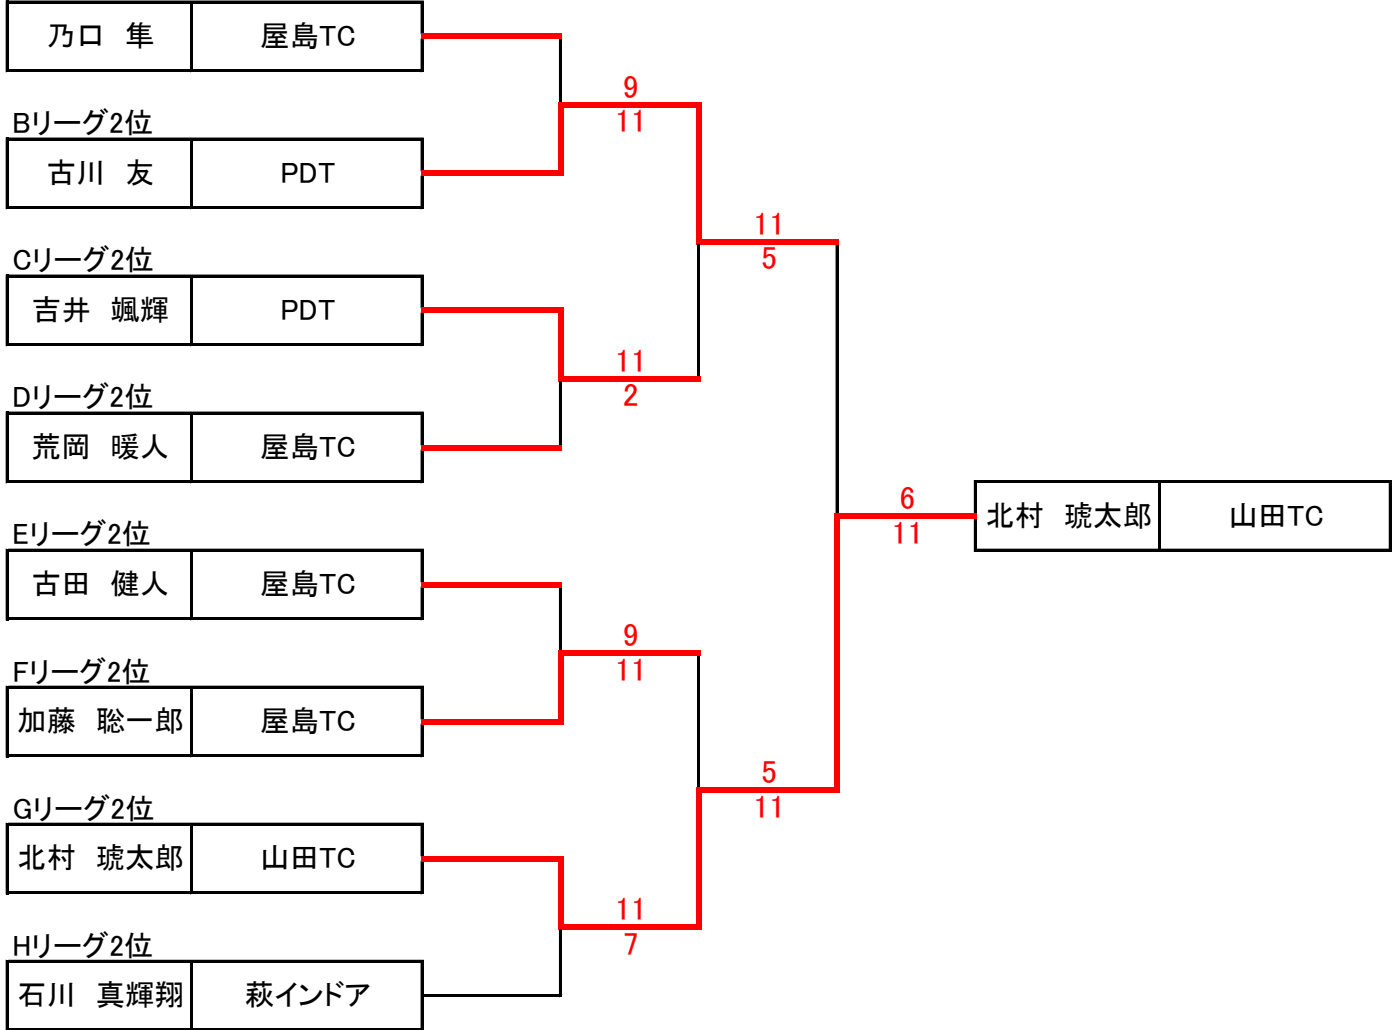 乃口 隼 屋島TC
9
11
Bリーグ2位
古川 友 PDT
11
5
Cリーグ2位
吉井 颯輝 PDT
11
2
Dリーグ2位
荒岡 暖人 屋島TC
6
11
北村 琥太郎 山田TC
Eリーグ2位
古田 健人 屋島TC
9
11
Fリーグ2位
加藤 聡一郎 屋島TC
5
11
Gリーグ2位
北村 琥太郎 山田TC
11
7
Hリーグ2位
石川 真輝翔 萩インドア